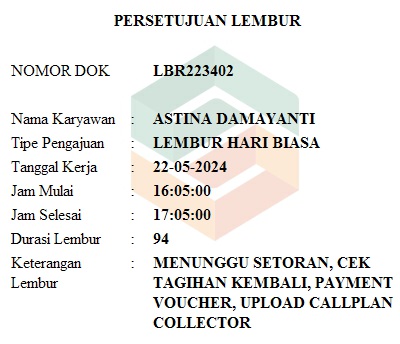 PERSETUJUAN LEMBUR
NOMOR DOK LBR223402
Nama Karyawan : ASTINA DAMAYANTI
Tipe Pengajuan : LEMBUR HARI BIASA
Tanggal Kerja : 22-05-2024
Jam Mulai : 16:05:00
Jam Selesai : 17:05:00
Durasi Lembur : 94
Keterangan Lembur : MENUNGGU SETORAN, CEK
TAGIHAN KEMBALI, PAYMENT
VOUCHER, UPLOAD CALLPLAN
COLLECTOR